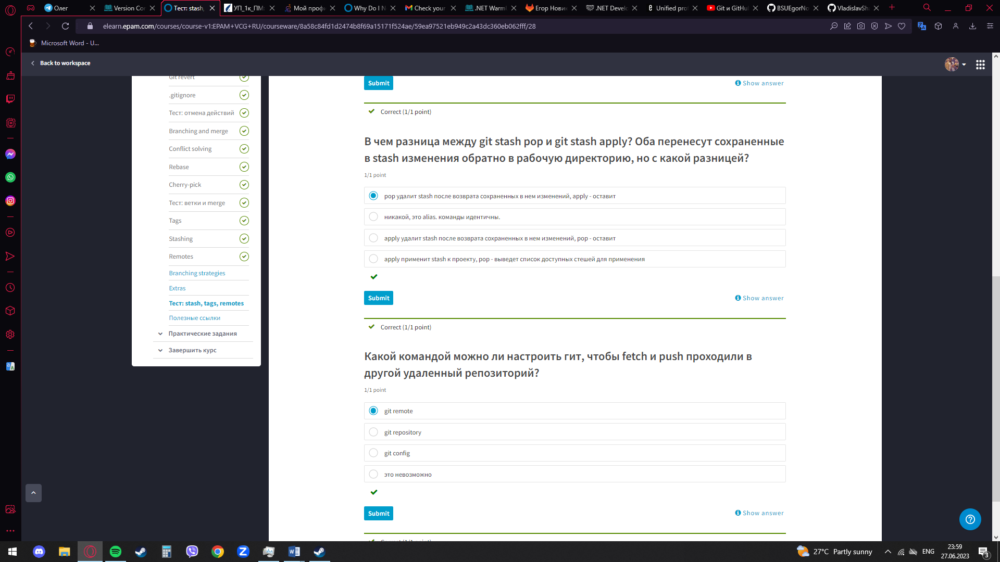 Олег
Version Co
Тест: stash,
УП_1к_ПМ:
Мой профи
Why Do I N
Check your
.NET Warm
Егор Нови
.NET Develo
Unified pro
Git и GitHu
BSUEgorNo
VladislavSh
elearn.epam.com/courses/course-v1:EPAM+VCG+RU/courseware/8a58c84fd1d2474b8f69a15171f524ae/59ea97521eb949c2a43dc360eb062fff/28
Microsoft Word - U...
Back to workspace
Git revert
.gitignore
Тест: отмена действий
Branching and merge
Conflict solving
Rebase
Cherry-pick
Тест: ветки и merge
Tags
Stashing
Remotes
Branching strategies
Extras
Тест: stash, tags, remotes
Полезные ссылки
Практические задания
Завершить курс
Submit
Show answer
Correct (1/1 point)
В чем разница между git stash pop и git stash apply? Оба перенесут сохраненные
в stash изменения обратно в рабочую директорию, но с какой разницей?
1/1 point
pop удалит stash после возврата сохраненных в нем изменений, apply - оставит
никакой, это alias. команды идентичны.
apply удалит stash после возврата сохраненных в нем изменений, pop - оставит
apply применит stash к проекту, pop - выведет список доступных стешей для применения
Submit
Show answer
Correct (1/1 point)
Какой командой можно ли настроить гит, чтобы fetch и push проходили в
другой удаленный репозиторий?
1/1 point
git remote
git repository
git config
это невозможно
Submit
Show answer
Correct (1/1 point)
27°C Partly sunny
ENG
23:59
27.06.2023
3